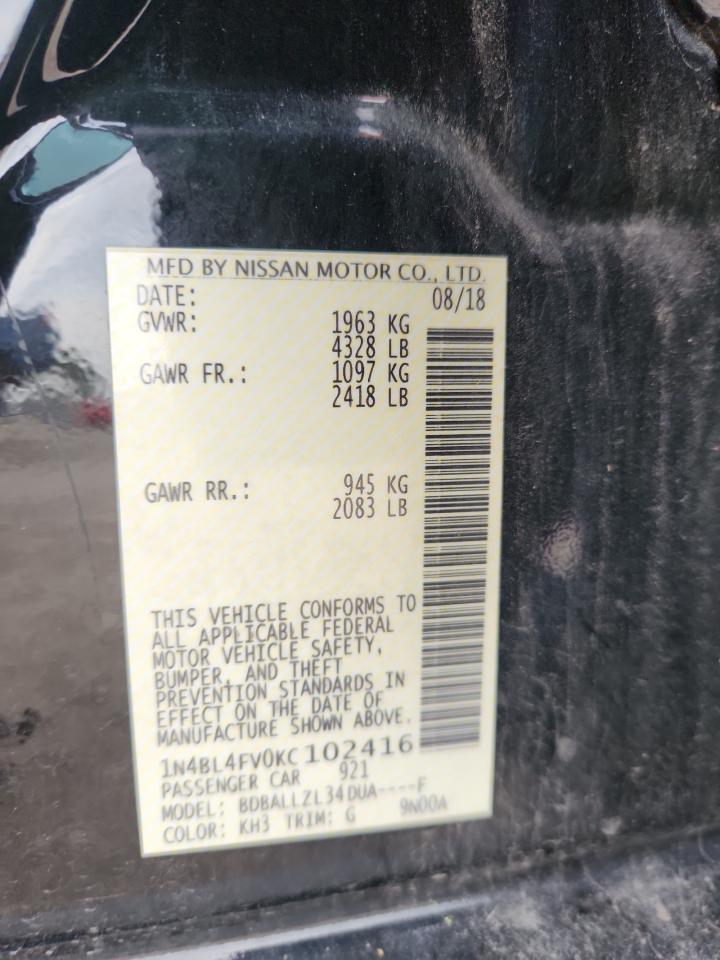 MFD BY NISSAN MOTOR CO., LTD.
DATE: 08/18
GVWR: 1963 KG
4328 LB
GAWR FR.: 1097 KG
2418 LB
GAWR RR.: 945 KG
2083 LB
THIS VEHICLE CONFORMS TO
ALL APPLICABLE FEDERAL
MOTOR VEHICLE SAFETY,
BUMPER, AND THEFT
PREVENTION STANDARDS IN
EFFECT ON THE DATE OF
MANUFACTURE SHOWN ABOVE.
1N4BL4FV0KC102416
PASSENGER CAR 921
MODEL: BDBALLZL34DUA----F
COLOR: KH3 TRIM: G 9N00A